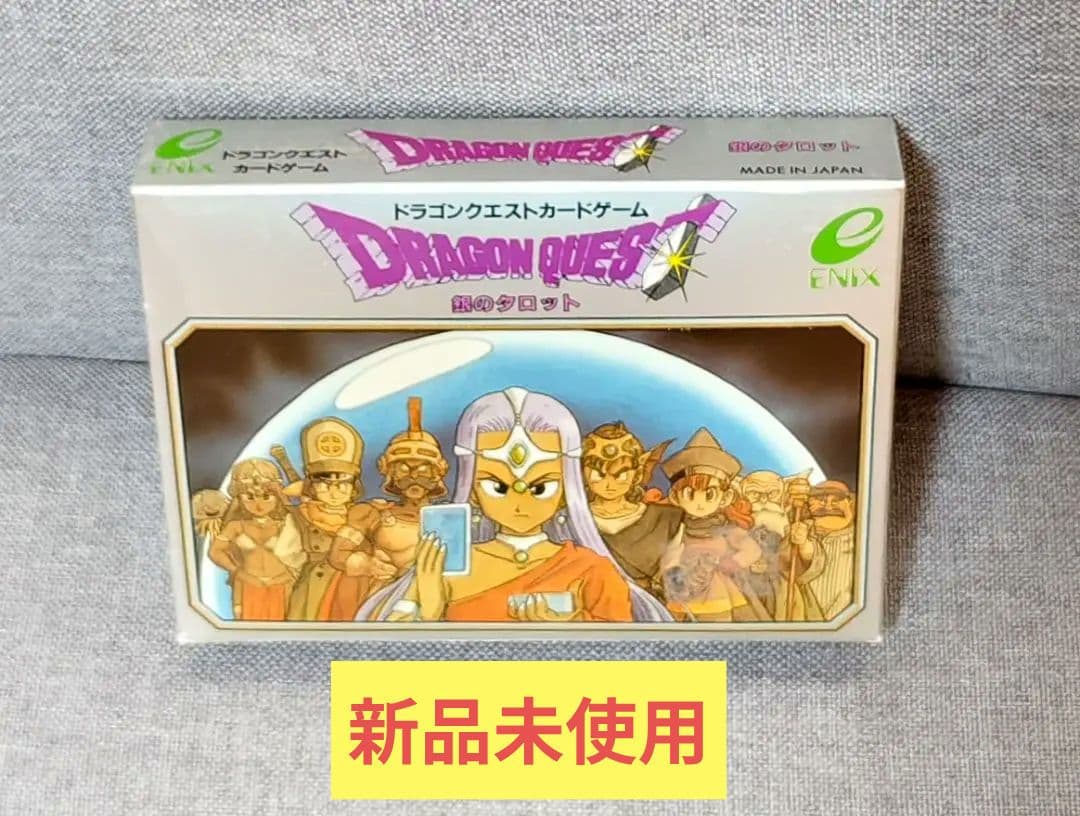 ENIX
ドラゴンクエスト
カードゲーム
DRAGON QUEST
銀のタロット
MADE IN JAPAN
ドラゴンクエストカードゲーム
DRAGON QUEST
銀のタロット
ENIX
新品未使用